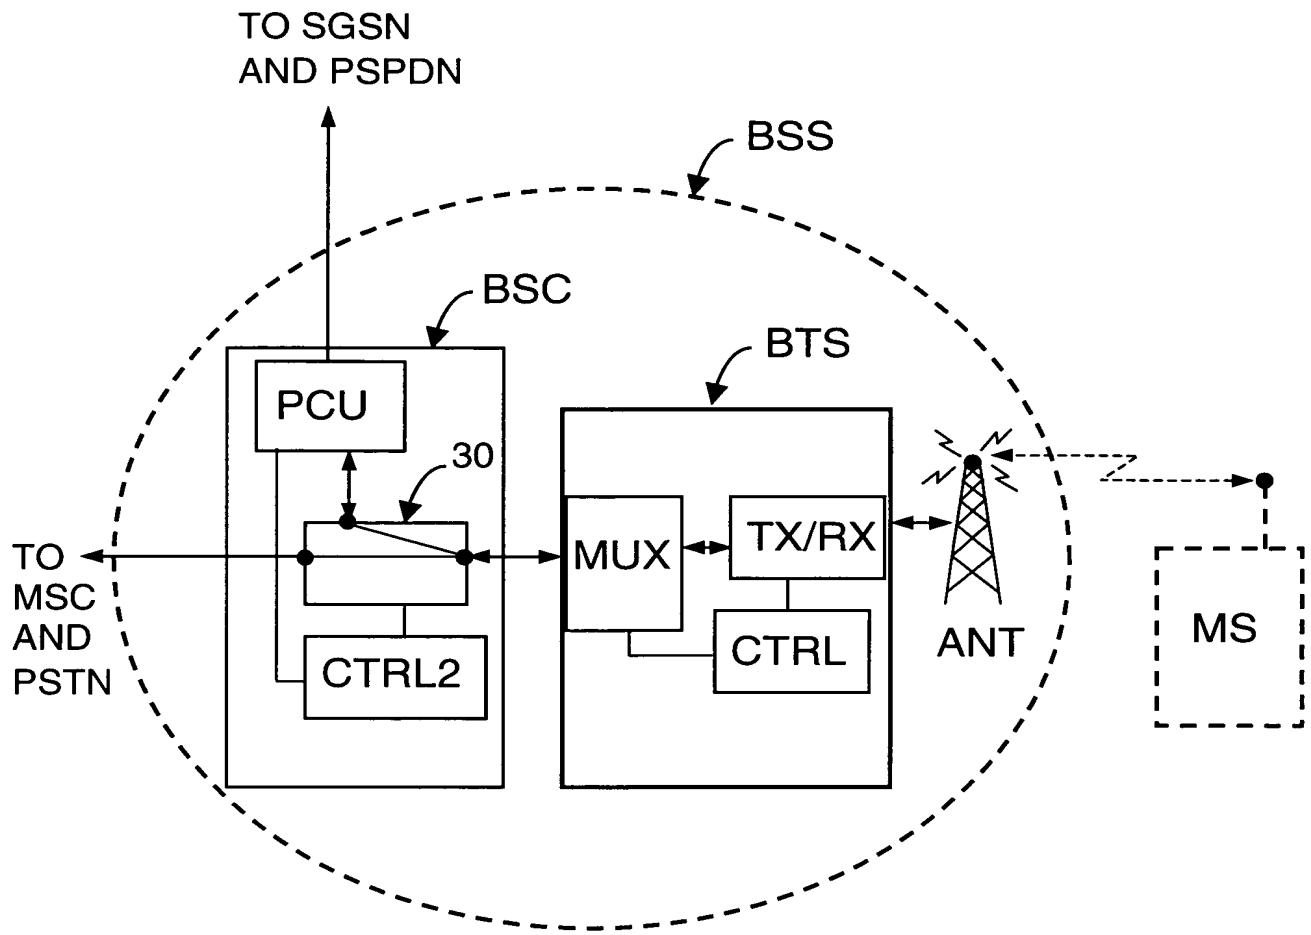 TO SGSN
AND PSPDN
BSS
BSC
BTS
PCU
30
MUX
TX/RX
TO
MSC
AND
PSTN
CTRL2
CTRL
ANT
MS